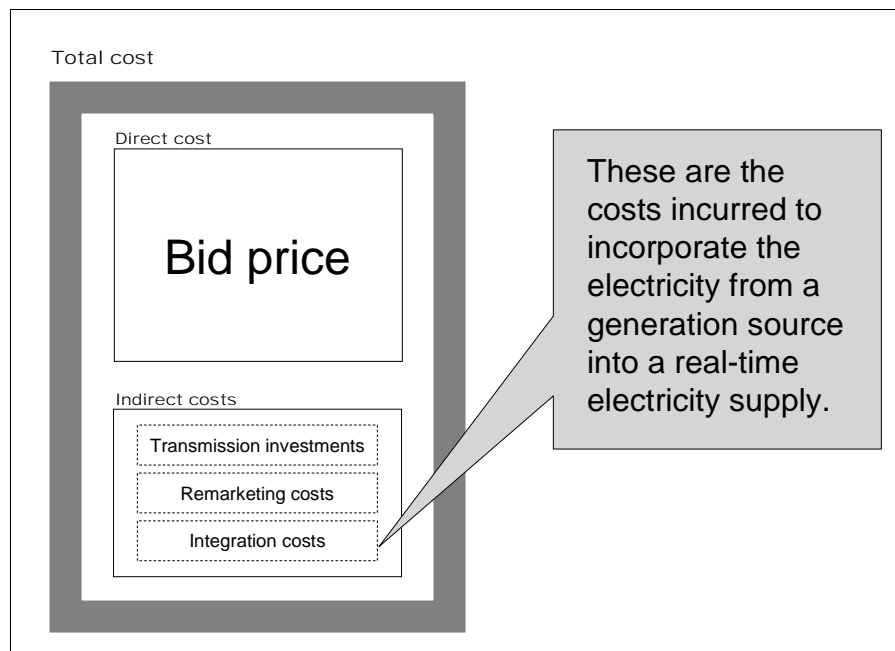 Total cost
Direct cost
Bid price
Indirect costs
Transmission investments
Remarketing costs
Integration costs
These are the
costs incurred to
incorporate the
electricity from a
generation source
into a real-time
electricity supply.